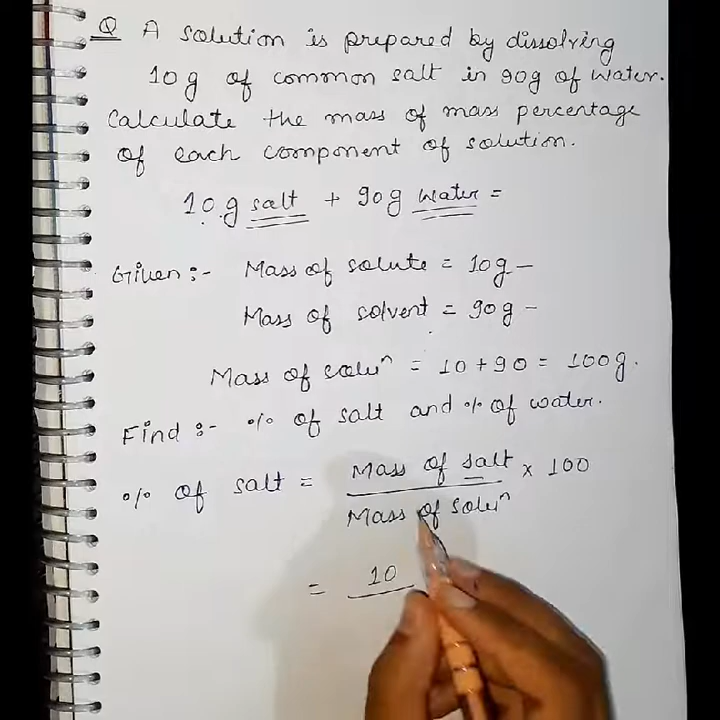 Q A solution is prepared by dissolving
10g of common salt in 90g of water.
Calculate the mass of mass percentage
of each component of solution.
10g salt + 90g water =
Given :- Mass of solute = 10g -
Mass of solvent = 90g -
Mass of soluⁿ = 10 + 90 = 100g.
Find :- % of salt and % of water.
% of salt = Mass of salt × 100
Mass of soluⁿ
= 10